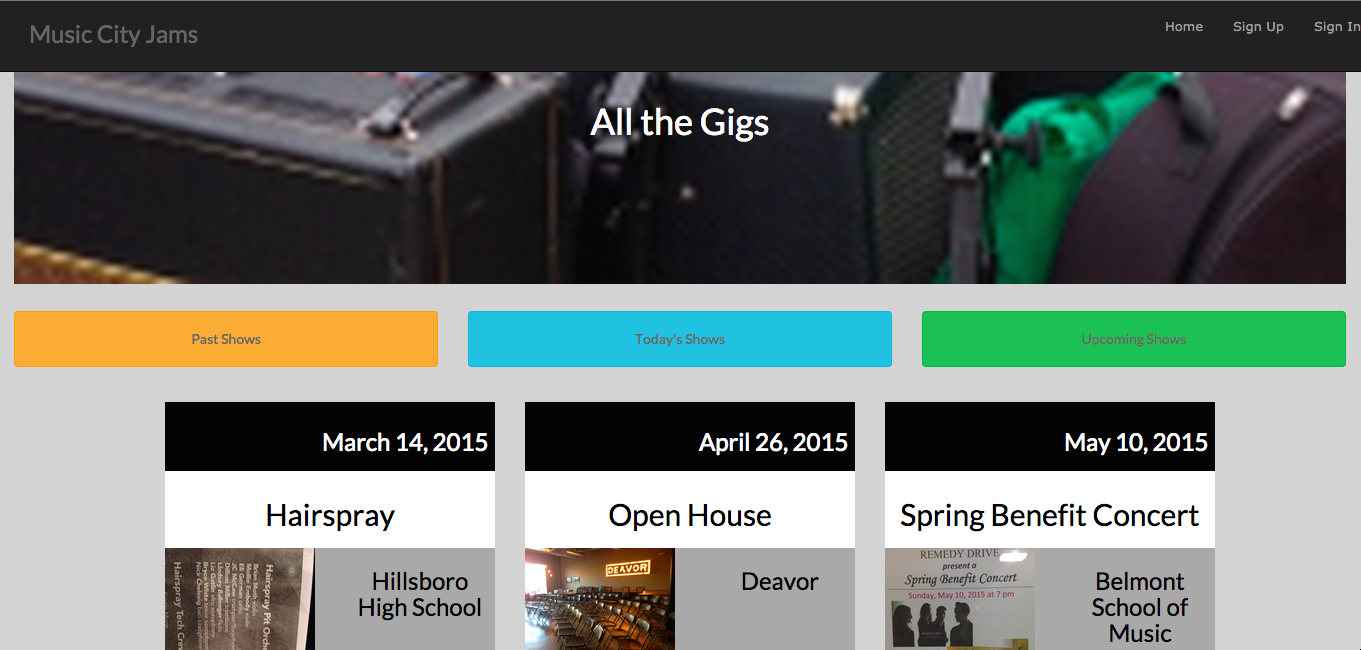 Music City Jams
Home Sign Up Sign In
All the Gigs
Past Shows
Today's Shows
Upcoming Shows
March 14, 2015
Hairspray
Hairspray Pit
Hairspray Tech
Hillsboro
High School
April 26, 2015
Open House
DEAVOR
Deavor
May 10, 2015
Spring Benefit Concert
REMEDY DRIVE
present a
Spring Benefit Concert
Sunday, May 10, 2015 at 7 pm
Belmont
School of
Music